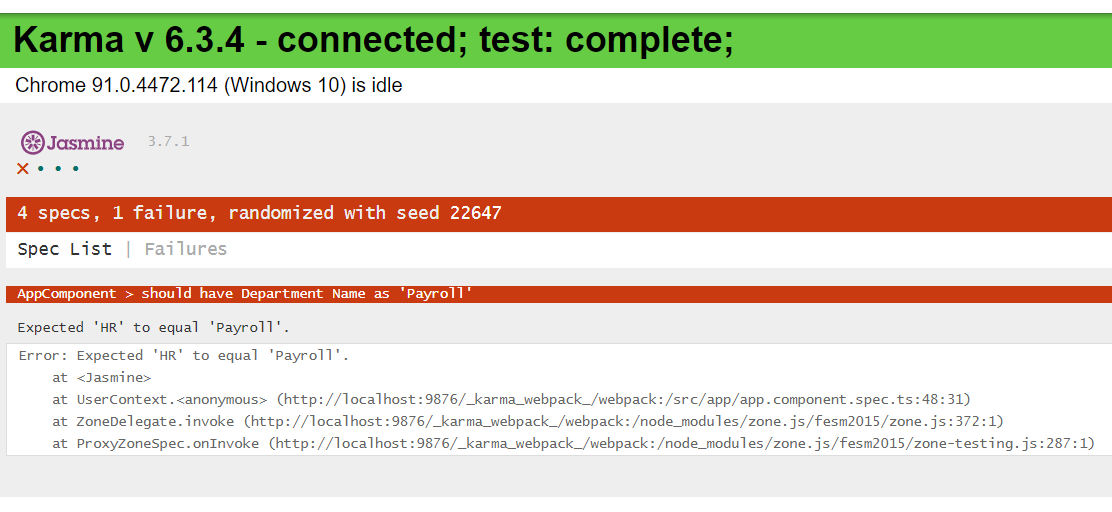 Karma v 6.3.4 - connected; test: complete;
Chrome 91.0.4472.114 (Windows 10) is idle
Jasmine 3.7.1
× • • •
4 specs, 1 failure, randomized with seed 22647
Spec List | Failures
AppComponent > should have Department Name as 'Payroll'
Expected 'HR' to equal 'Payroll'.
Error: Expected 'HR' to equal 'Payroll'.
at <Jasmine>
at UserContext.<anonymous> (http://localhost:9876/_karma_webpack_/webpack:/src/app/app.component.spec.ts:48:31)
at ZoneDelegate.invoke (http://localhost:9876/_karma_webpack_/webpack:/node_modules/zone.js/fesm2015/zone.js:372:1)
at ProxyZoneSpec.onInvoke (http://localhost:9876/_karma_webpack_/webpack:/node_modules/zone.js/fesm2015/zone-testing.js:287:1)